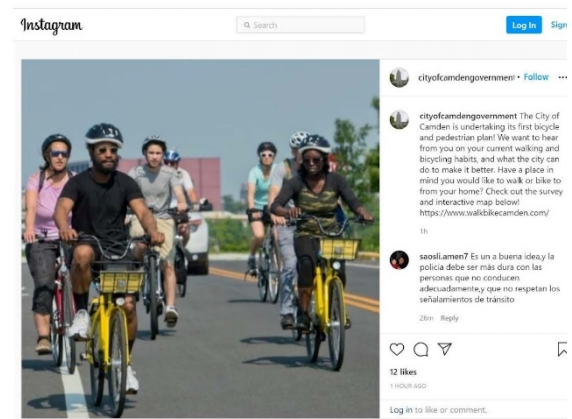 Instagram
Search
Log In
Sign
cityofcamdengovernment • Follow ...
cityofcamdengovernment The City of
Camden is undertaking its first bicycle
and pedestrian plan! We want to hear
from you on your current walking and
bicycling habits, and what the city can
do to make it better. Have a place in
mind you would like to walk or bike to
from your home? Check out the survey
and interactive map below!
https://www.walkbikecamden.com/
1h
saosli.amen7 Es un a buena idea,y la
policia debe ser más dura con las
personas que no conducen
adecuadamente,y que no respetan los
señalamientos de tránsito
26m Reply
12 likes
1 HOUR AGO
Log in to like or comment.